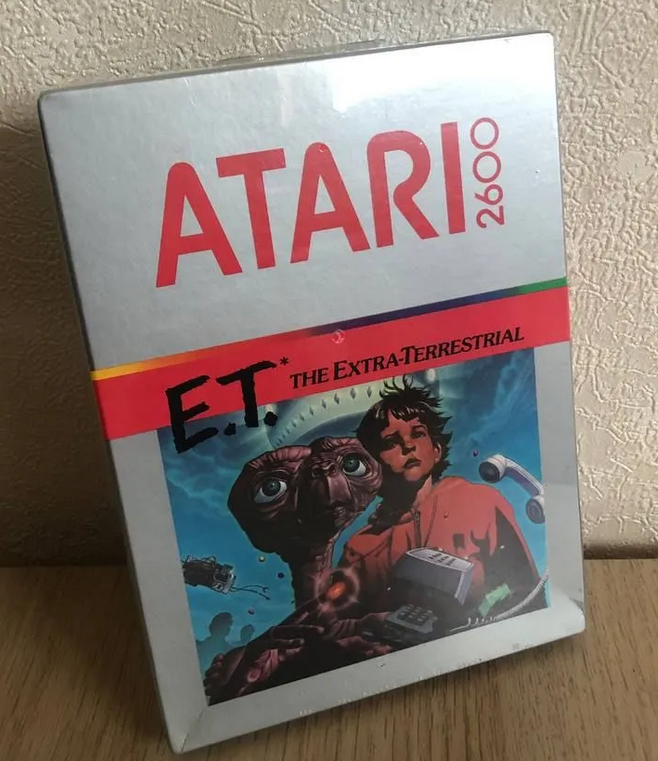 ATARI 2600
E.T.* THE EXTRA-TERRESTRIAL